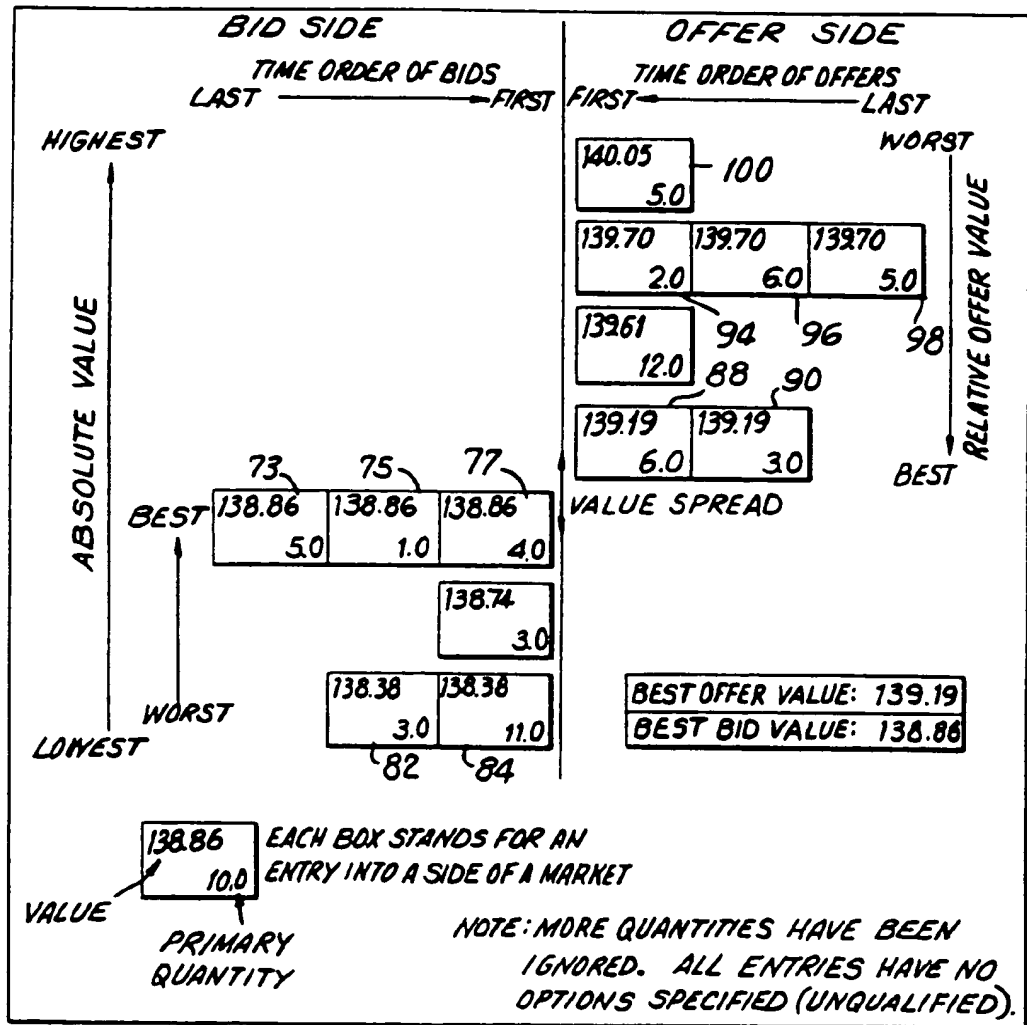 BID SIDE
OFFER SIDE
TIME ORDER OF BIDS
TIME ORDER OF OFFERS
LAST
FIRST
FIRST
LAST
HIGHEST
WORST
140.05
5.0
100
139.70
139.70
139.70
2.0
6.0
5.0
94
96
98
139.61
12.0
88
90
139.19
139.19
6.0
3.0
RELATIVE OFFER VALUE
BEST
ABSOLUTE VALUE
73
75
77
VALUE SPREAD
BEST
138.86
138.86
138.86
5.0
1.0
4.0
138.74
3.0
138.38
138.38
3.0
11.0
WORST
LOWEST
82
84
BEST OFFER VALUE: 139.19
BEST BID VALUE: 138.86
138.86
10.0
EACH BOX STANDS FOR AN
ENTRY INTO A SIDE OF A MARKET
VALUE
PRIMARY
QUANTITY
NOTE: MORE QUANTITIES HAVE BEEN
IGNORED. ALL ENTRIES HAVE NO
OPTIONS SPECIFIED (UNQUALIFIED).